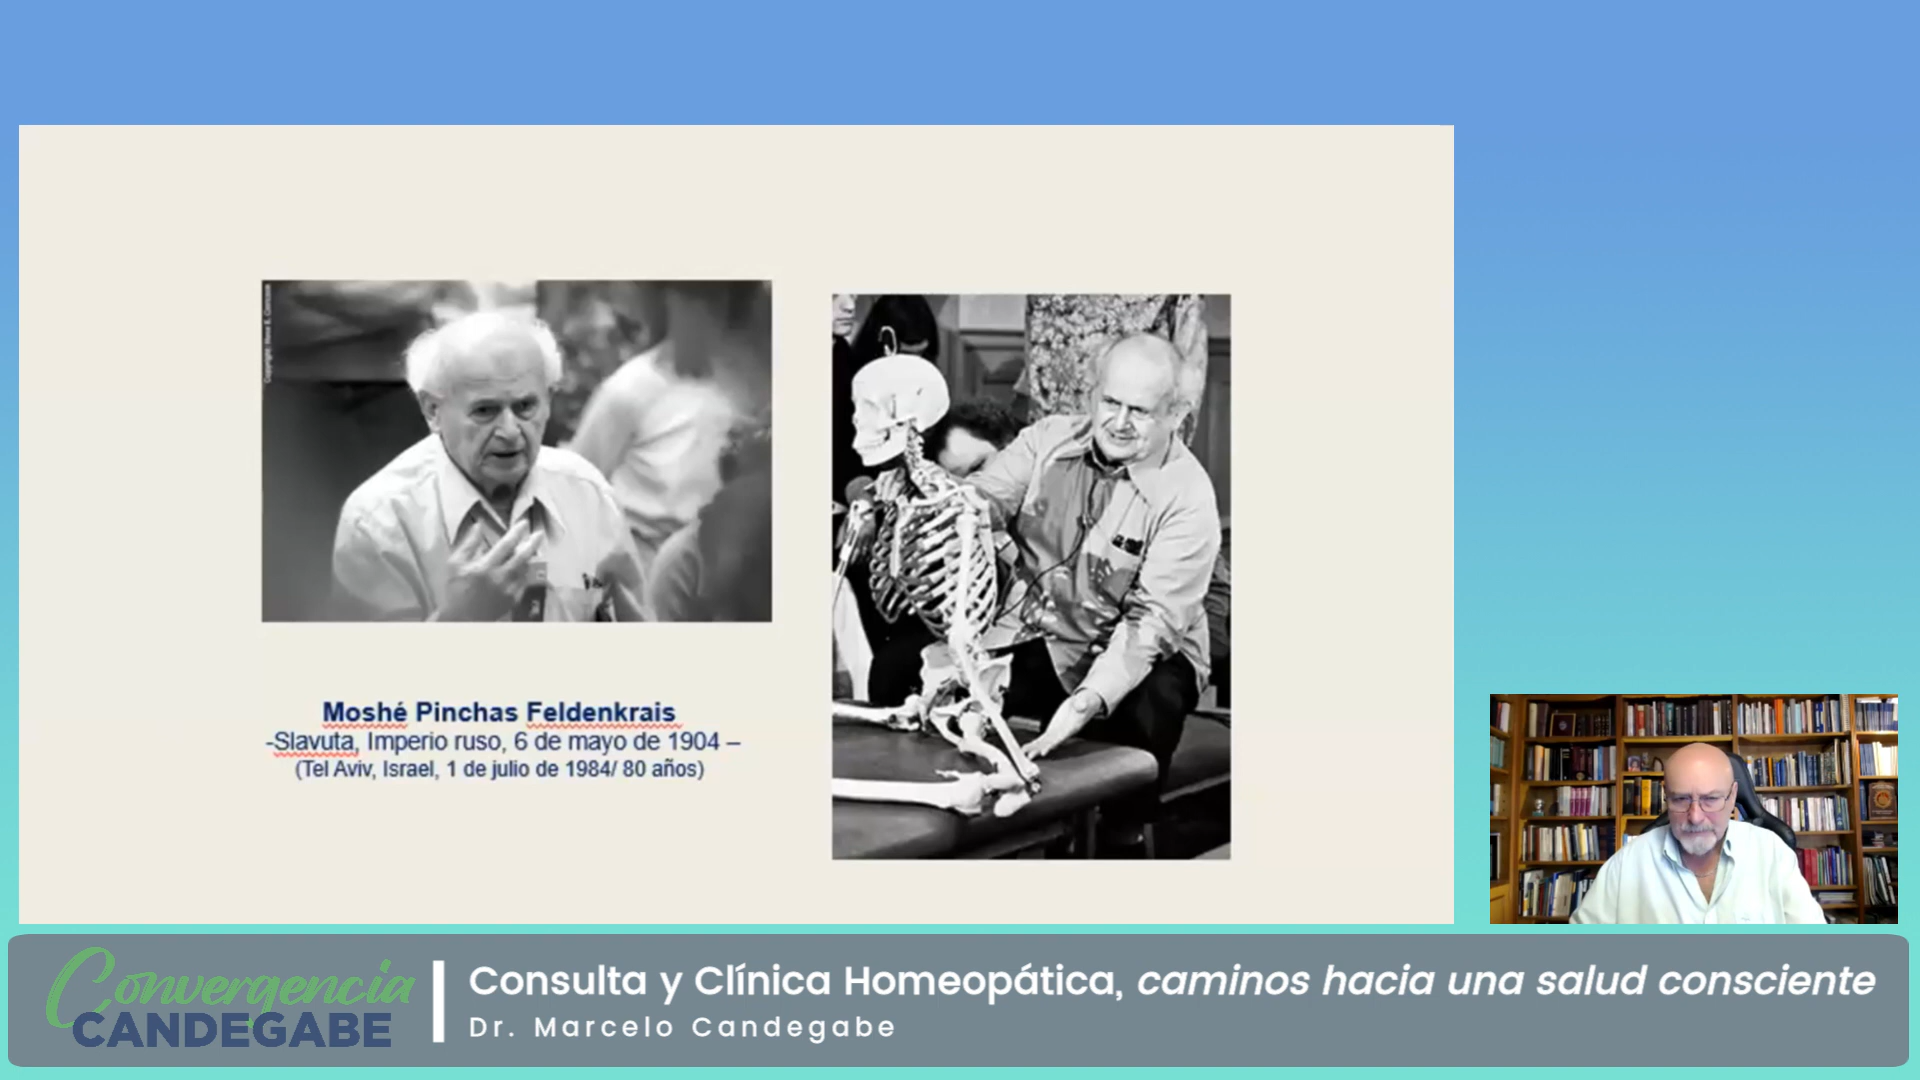 Moshé Pinchas Feldenkrais
-Slavuta, Imperio ruso, 6 de mayo de 1904 –
(Tel Aviv, Israel, 1 de julio de 1984/ 80 años)
Convergencia
CANDEGABE
Consulta y Clínica Homeopática, caminos hacia una salud consciente
Dr. Marcelo Candegabe